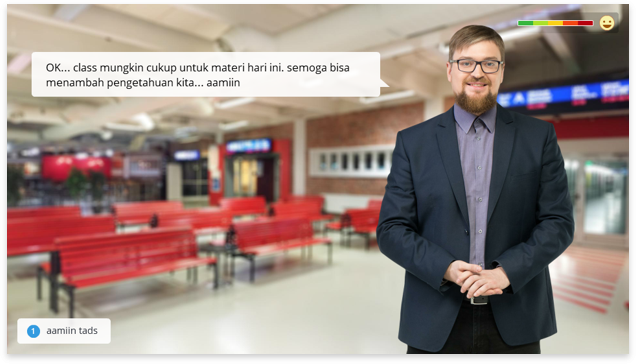 OK... class mungkin cukup untuk materi hari ini. semoga bisa
menambah pengetahuan kita... aamiin
A
1 aamiin tads